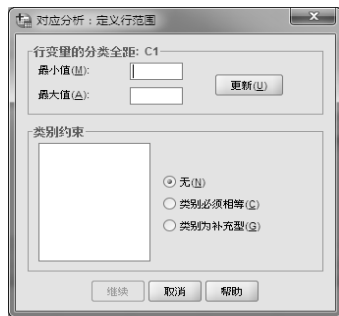 对应分析：定义行范围
行变量的分类全距: C1
最小值(M):
最大值(A):
更新(U)
类别约束
无(N)
类别必须相等(C)
类别为补充型(G)
继续
取消
帮助